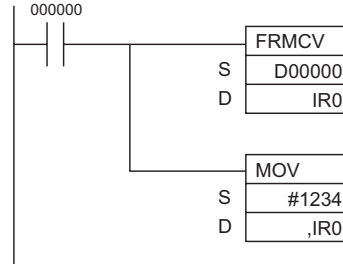 000000
FRMCV
S D00000
D IR0
MOV
S #1234
D ,IR0